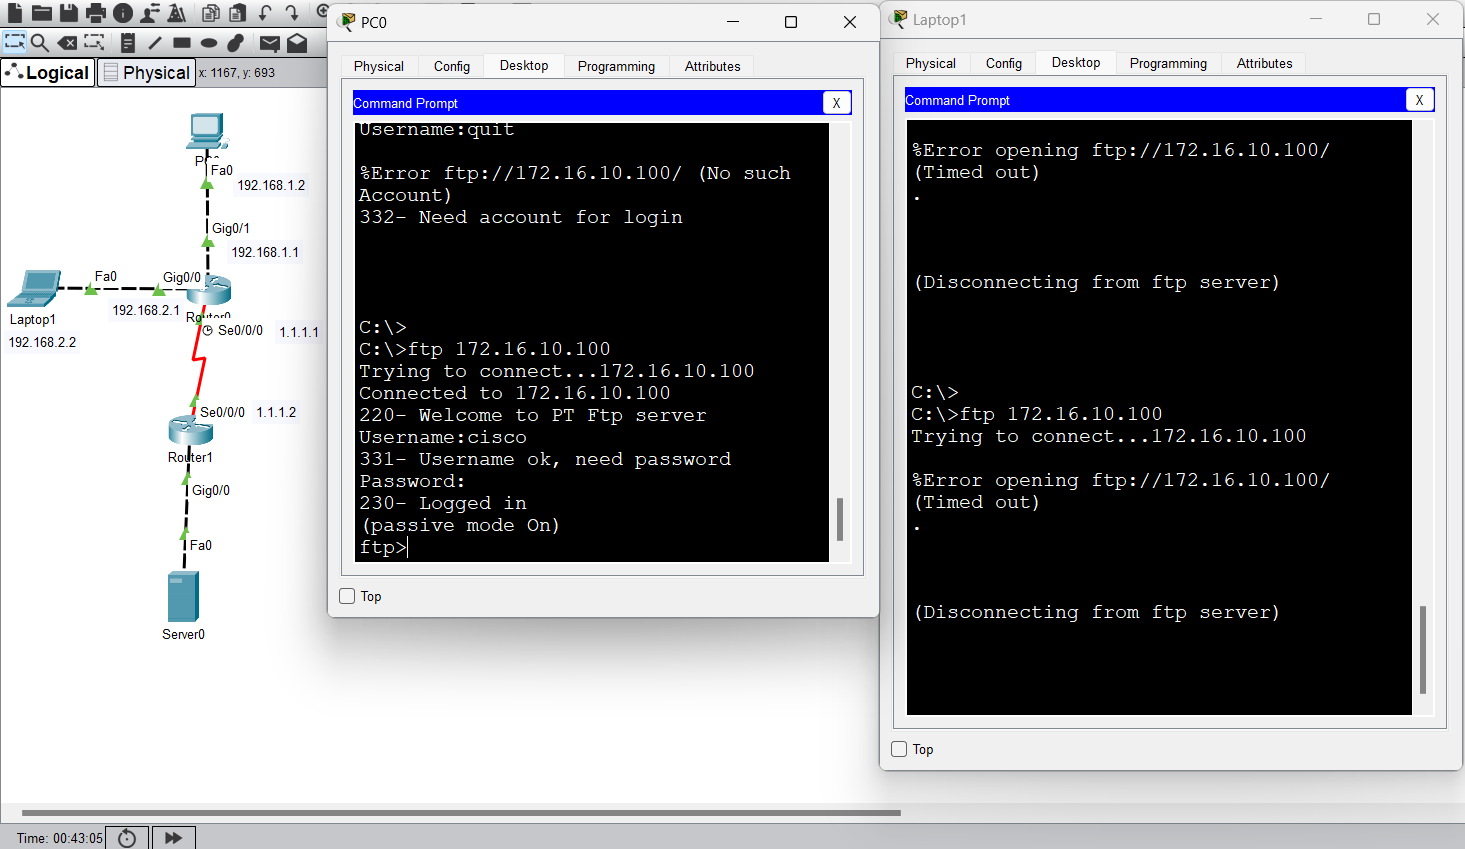 Logical
Physical
x: 1167, y: 693
Fa0
192.168.1.2
Gig0/1
192.168.1.1
Fa0
Gig0/0
192.168.2.1
Laptop1
192.168.2.2
Router0
Se0/0/0
1.1.1.1
Se0/0/0
1.1.1.2
Router1
Gig0/0
Fa0
Server0
Time: 00:43:05
PC0
Physical
Config
Desktop
Programming
Attributes
Command Prompt
X
Username:quit
%Error ftp://172.16.10.100/ (No such
Account)
332- Need account for login
C:\>
C:\>ftp 172.16.10.100
Trying to connect...172.16.10.100
Connected to 172.16.10.100
220- Welcome to PT Ftp server
Username:cisco
331- Username ok, need password
Password:
230- Logged in
(passive mode On)
ftp>
Top
Laptop1
Physical
Config
Desktop
Programming
Attributes
Command Prompt
X
%Error opening ftp://172.16.10.100/
(Timed out)
.
(Disconnecting from ftp server)
C:\>
C:\>ftp 172.16.10.100
Trying to connect...172.16.10.100
%Error opening ftp://172.16.10.100/
(Timed out)
.
(Disconnecting from ftp server)
Top